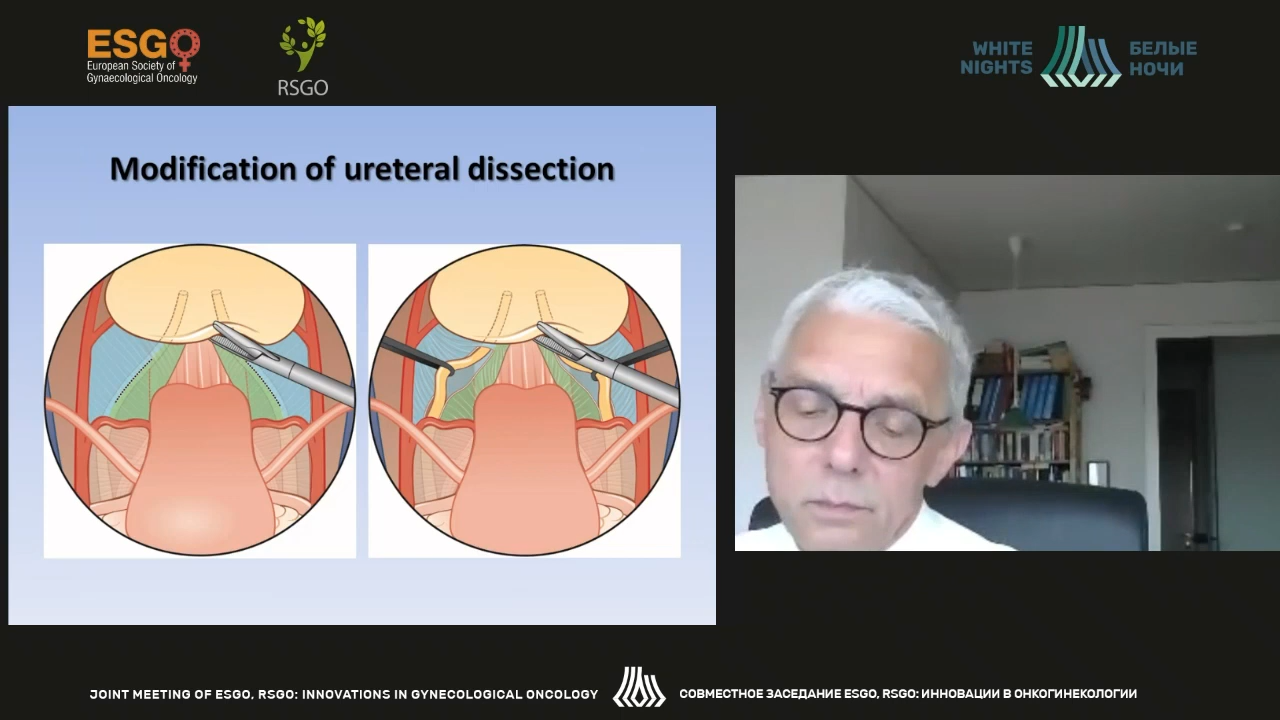 ESGO
European Society of
Gynaecological Oncology
RSGO
WHITE
NIGHTS
БЕЛЫЕ
НОЧИ
Modification of ureteral dissection
JOINT MEETING OF ESGO, RSGO: INNOVATIONS IN GYNECOLOGICAL ONCOLOGY
СОВМЕСТНОЕ ЗАСЕДАНИЕ ESGO, RSGO: ИННОВАЦИИ В ОНКОГИНЕКОЛОГИИ